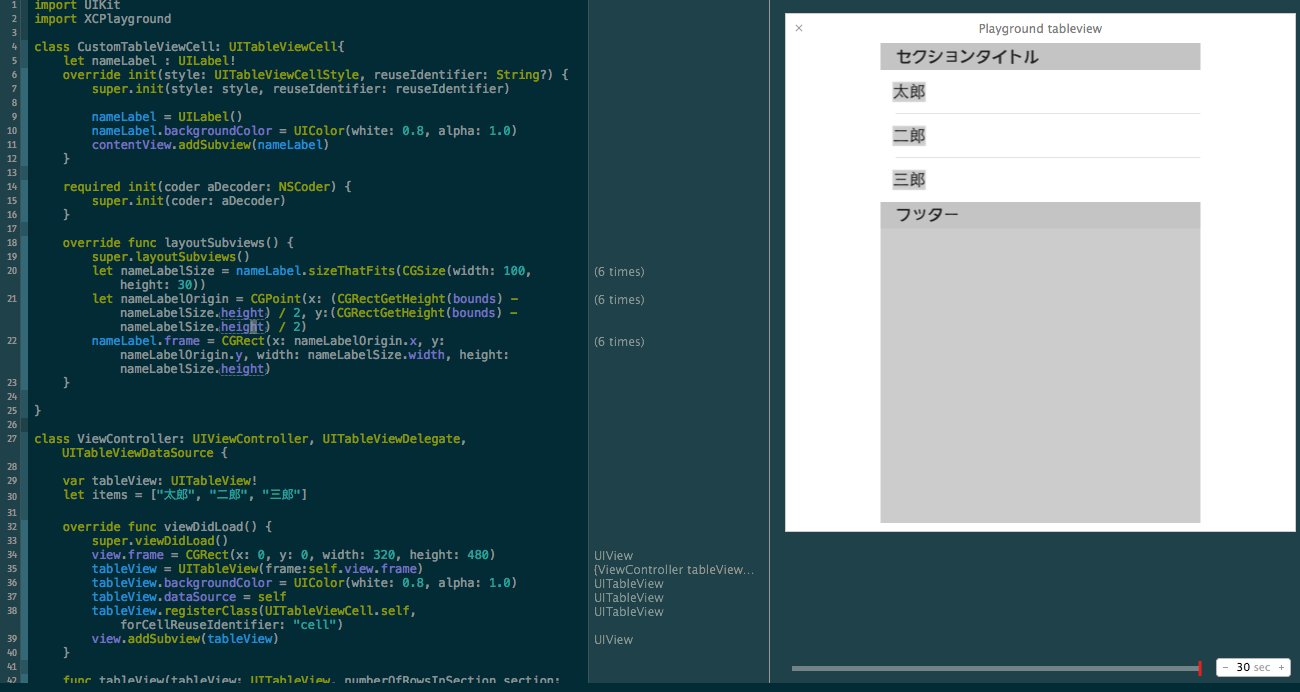 1 import UIKit
2 import XCPlayground
3
4 class CustomTableViewCell: UITableViewCell{
5 let nameLabel : UILabel!
6 override init(style: UITableViewCellStyle, reuseIdentifier: String?) {
7 super.init(style: style, reuseIdentifier: reuseIdentifier)
8
9 nameLabel = UILabel()
10 nameLabel.backgroundColor = UIColor(white: 0.8, alpha: 1.0)
11 contentView.addSubview(nameLabel)
12 }
13
14 required init(coder aDecoder: NSCoder) {
15 super.init(coder: aDecoder)
16 }
17
18 override func layoutSubviews() {
19 super.layoutSubviews()
20 let nameLabelSize = nameLabel.sizeThatFits(CGSize(width: 100,
height: 30))
21 let nameLabelOrigin = CGPoint(x: (CGRectGetHeight(bounds) -
nameLabelSize.height) / 2, y:(CGRectGetHeight(bounds) -
nameLabelSize.height) / 2)
22 nameLabel.frame = CGRect(x: nameLabelOrigin.x, y:
nameLabelOrigin.y, width: nameLabelSize.width, height:
nameLabelSize.height)
23 }
24
25 }
26
27 class ViewController: UIViewController, UITableViewDelegate,
UITableViewDataSource {
28
29 var tableView: UITableView!
30 let items = ["太郎", "二郎", "三郎"]
31
32 override func viewDidLoad() {
33 super.viewDidLoad()
34 view.frame = CGRect(x: 0, y: 0, width: 320, height: 480)
35 tableView = UITableView(frame:self.view.frame)
36 tableView.backgroundColor = UIColor(white: 0.8, alpha: 1.0)
37 tableView.dataSource = self
38 tableView.registerClass(UITableViewCell.self,
forCellReuseIdentifier: "cell")
39 view.addSubview(tableView)
40 }
41
42 func tableView(tableView: UITableView, numberOfRowsInSection section:
(6 times)
(6 times)
(6 times)
UIView
{ViewController tableView...
UITableView
UITableView
UITableView
UIView
× Playground tableview
セクションタイトル
太郎
二郎
三郎
フッター
− 30 sec +